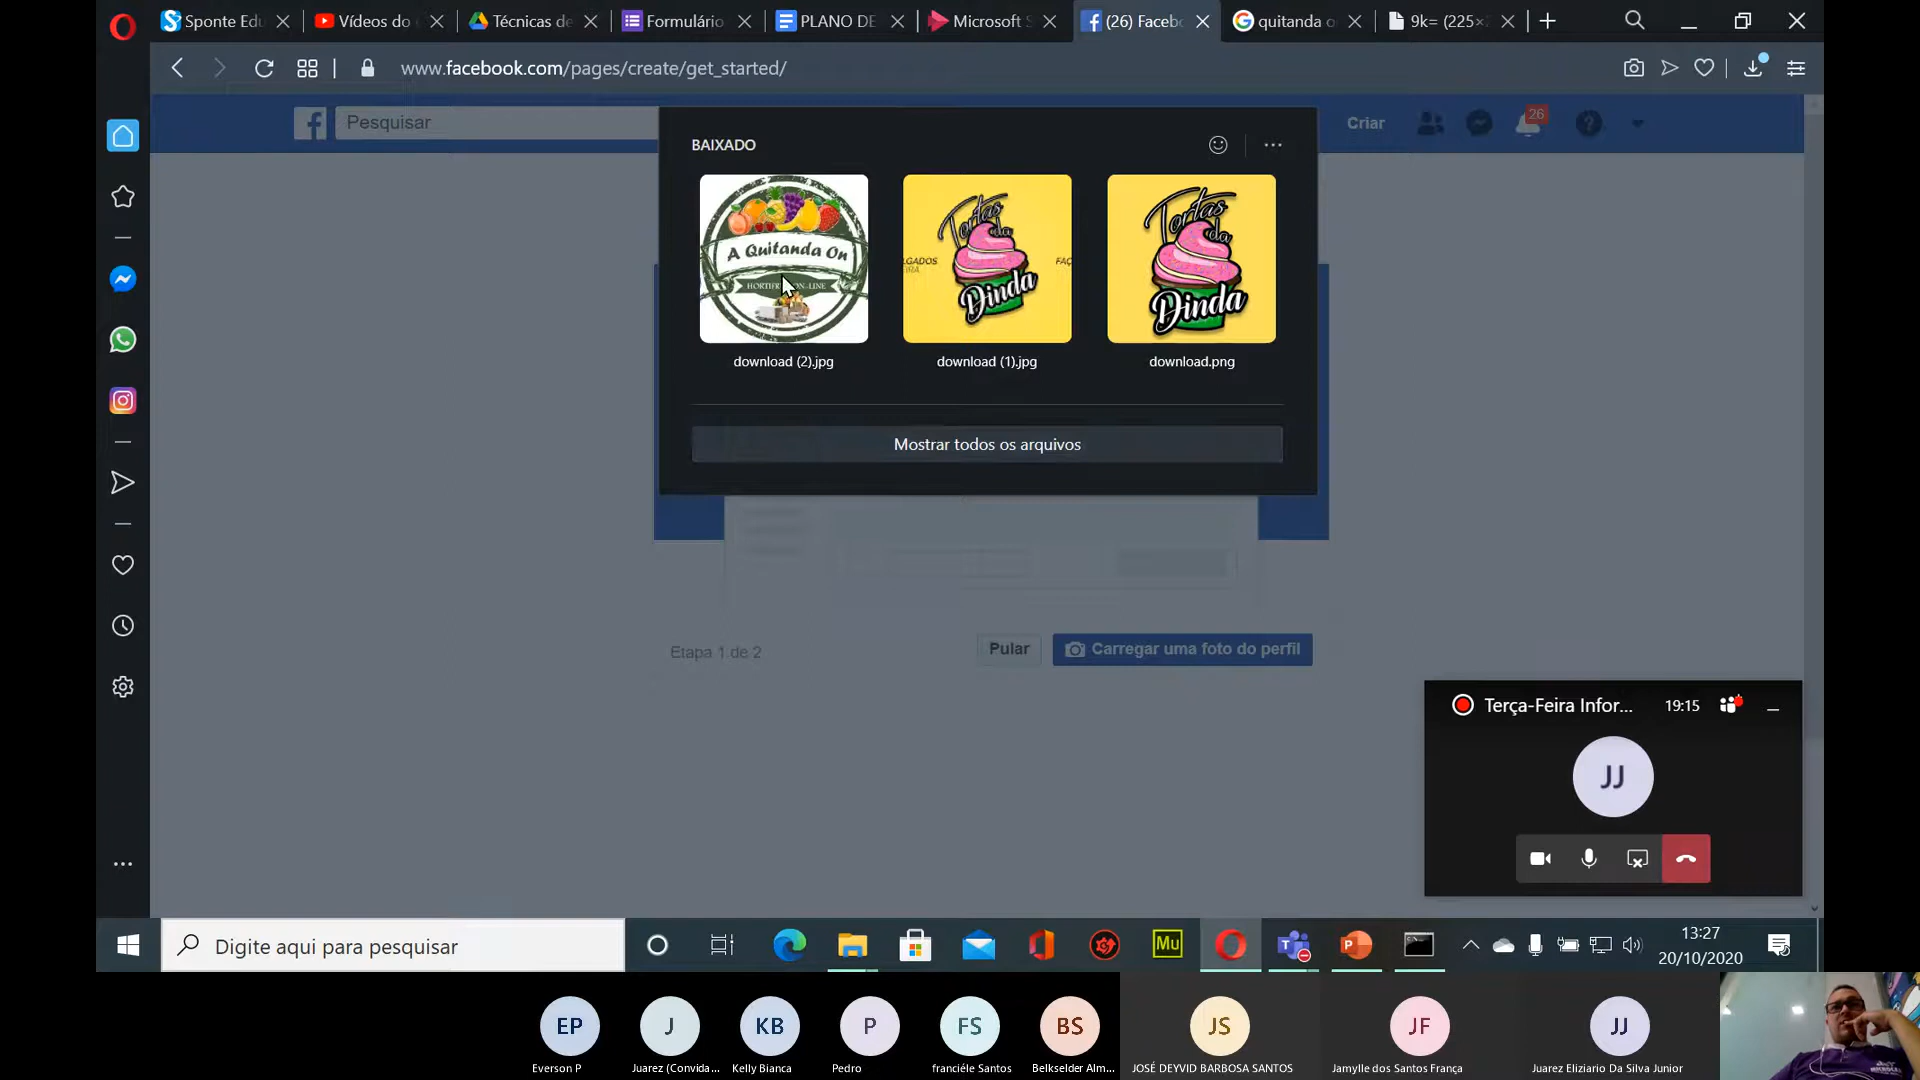 Sponte Edu
Vídeos do
Técnicas de
Formulário
PLANO DE
Microsoft S
(26) Facebo
quitanda o
9k= (225×
www.facebook.com/pages/create/get_started/
Pesquisar
Criar
26
BAIXADO
A Quitanda On
Tortas da Dinda
LGADOS
FAÇ
Tortas da Dinda
download (2).jpg
download (1).jpg
download.png
Mostrar todos os arquivos
Etapa 1 de 2
Pular
Carregar uma foto do perfil
Terça-Feira Infor...
19:15
JJ
Digite aqui para pesquisar
Mu
13:27
20/10/2020
EP
J
KB
P
FS
BS
JS
JF
JJ
Everson P
Juarez (Convida...
Kelly Bianca
Pedro
franciéle Santos
Belkselder Alm...
JOSÉ DEYVID BARBOSA SANTOS
Jamylle dos Santos França
Juarez Eliziario Da Silva Junior